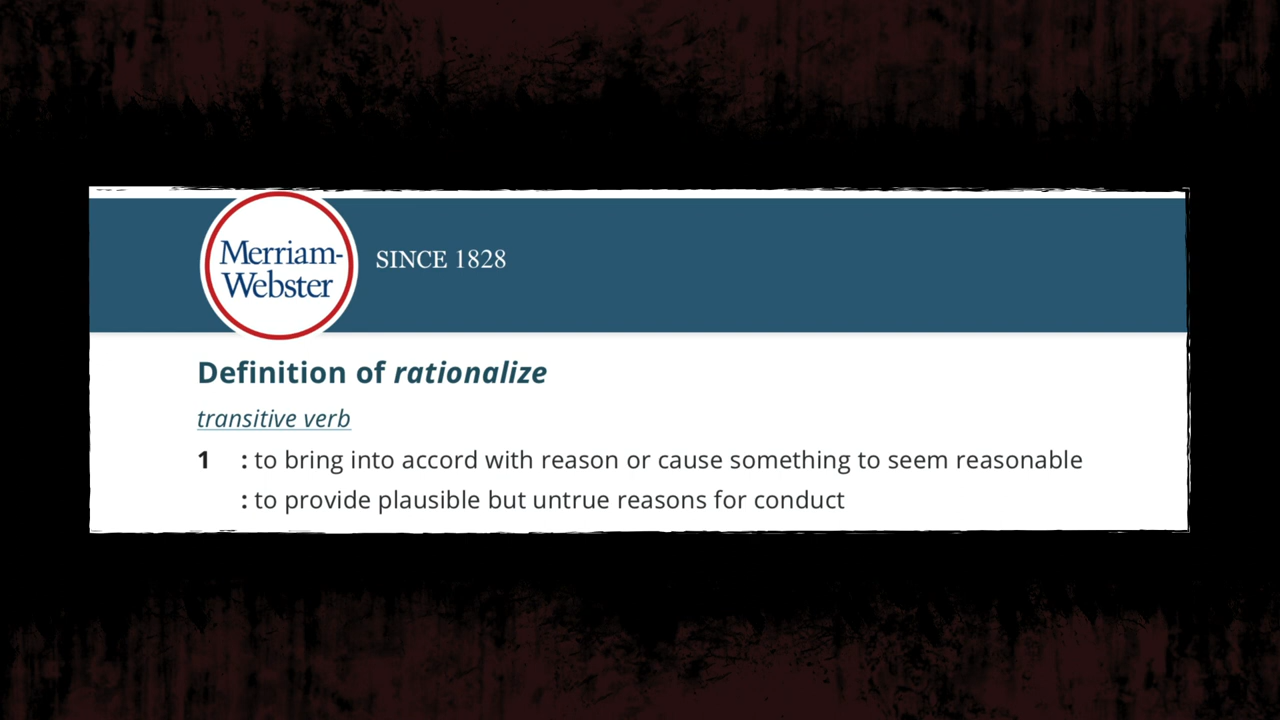 Merriam-
Webster
SINCE 1828
Definition of rationalize
transitive verb
1 : to bring into accord with reason or cause something to seem reasonable
: to provide plausible but untrue reasons for conduct